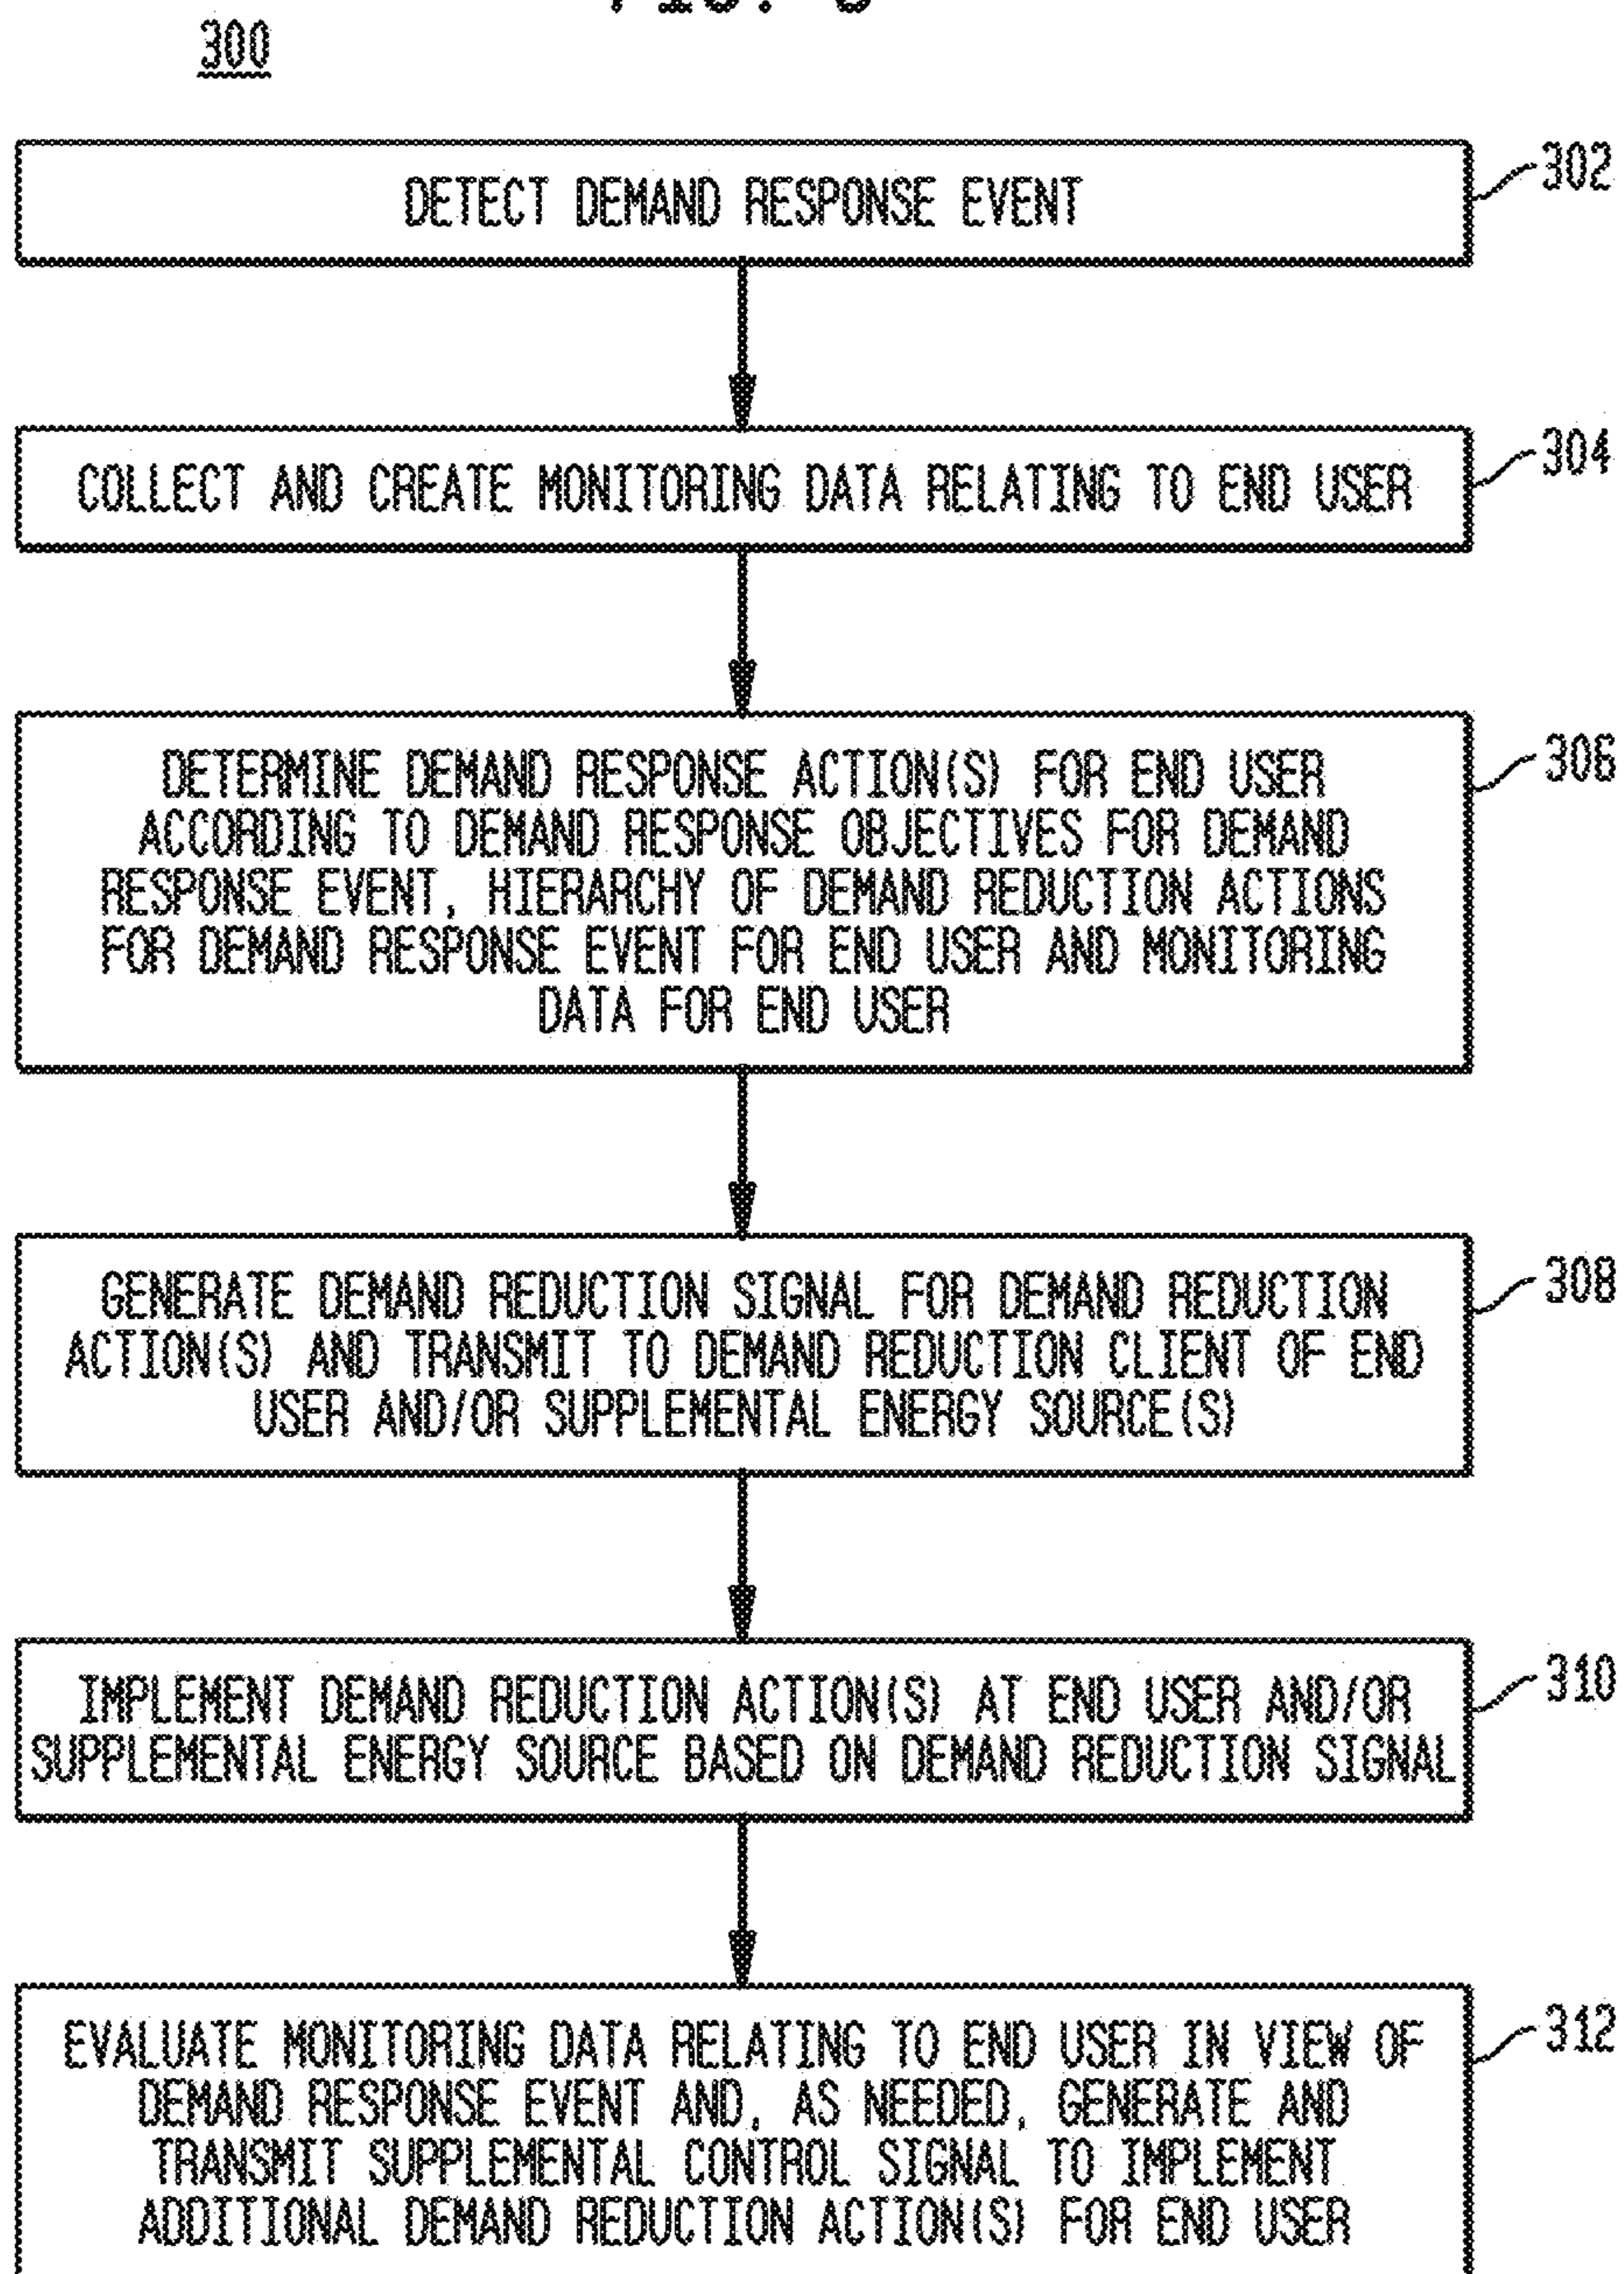 300
DETECT DEMAND RESPONSE EVENT
302
COLLECT AND CREATE MONITORING DATA RELATING TO END USER
304
DETERMINE DEMAND RESPONSE ACTION(S) FOR END USER
ACCORDING TO DEMAND RESPONSE OBJECTIVES FOR DEMAND
RESPONSE EVENT, HIERARCHY OF DEMAND REDUCTION ACTIONS
FOR DEMAND RESPONSE EVENT FOR END USER AND MONITORING
DATA FOR END USER
306
GENERATE DEMAND REDUCTION SIGNAL FOR DEMAND REDUCTION
ACTION(S) AND TRANSMIT TO DEMAND REDUCTION CLIENT OF END
USER AND/OR SUPPLEMENTAL ENERGY SOURCE(S)
308
IMPLEMENT DEMAND REDUCTION ACTION(S) AT END USER AND/OR
SUPPLEMENTAL ENERGY SOURCE BASED ON DEMAND REDUCTION SIGNAL
310
EVALUATE MONITORING DATA RELATING TO END USER IN VIEW OF
DEMAND RESPONSE EVENT AND, AS NEEDED, GENERATE AND
TRANSMIT SUPPLEMENTAL CONTROL SIGNAL TO IMPLEMENT
ADDITIONAL DEMAND REDUCTION ACTION(S) FOR END USER
312